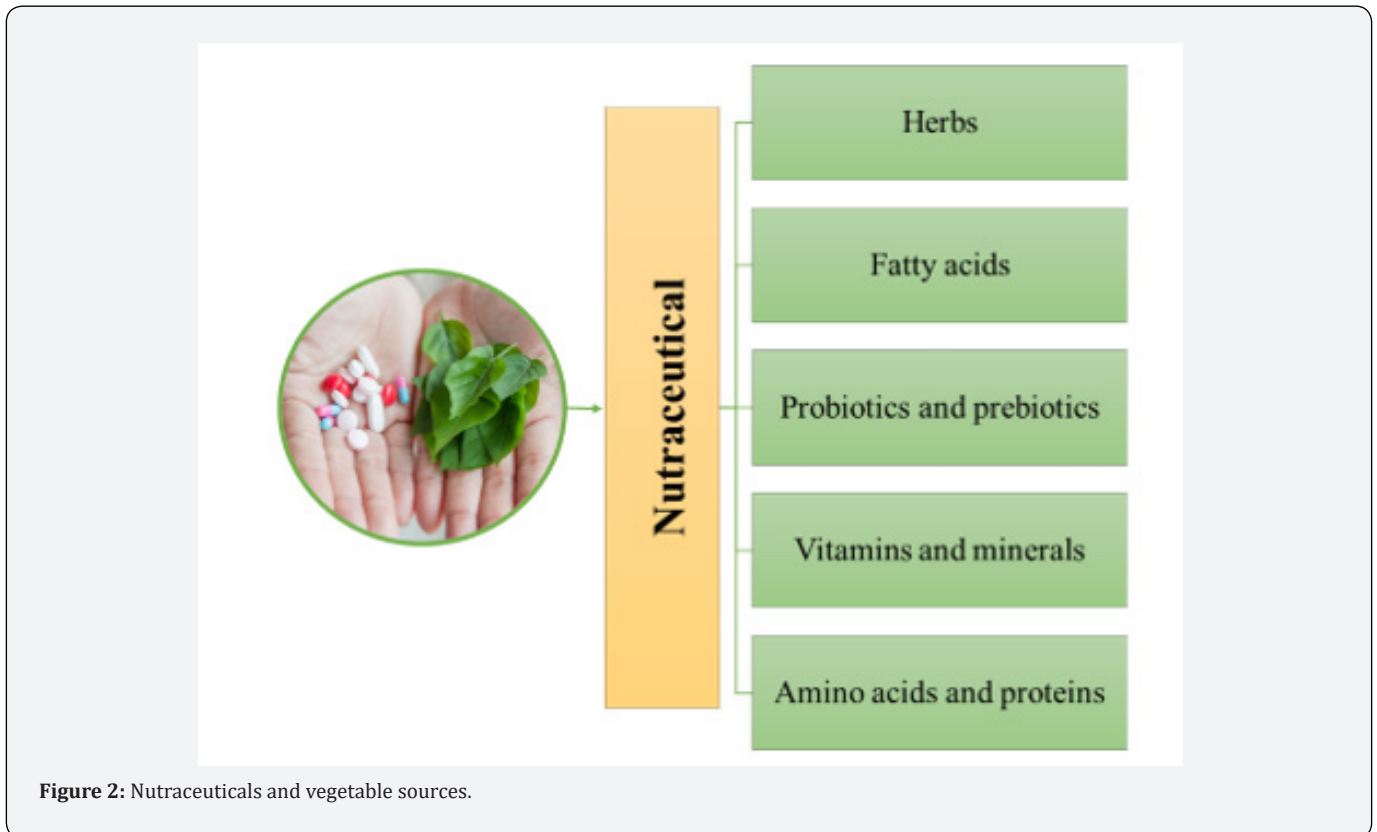 Nutraceutical
Herbs
Fatty acids
Probiotics and prebiotics
Vitamins and minerals
Amino acids and proteins
Figure 2: Nutraceuticals and vegetable sources.